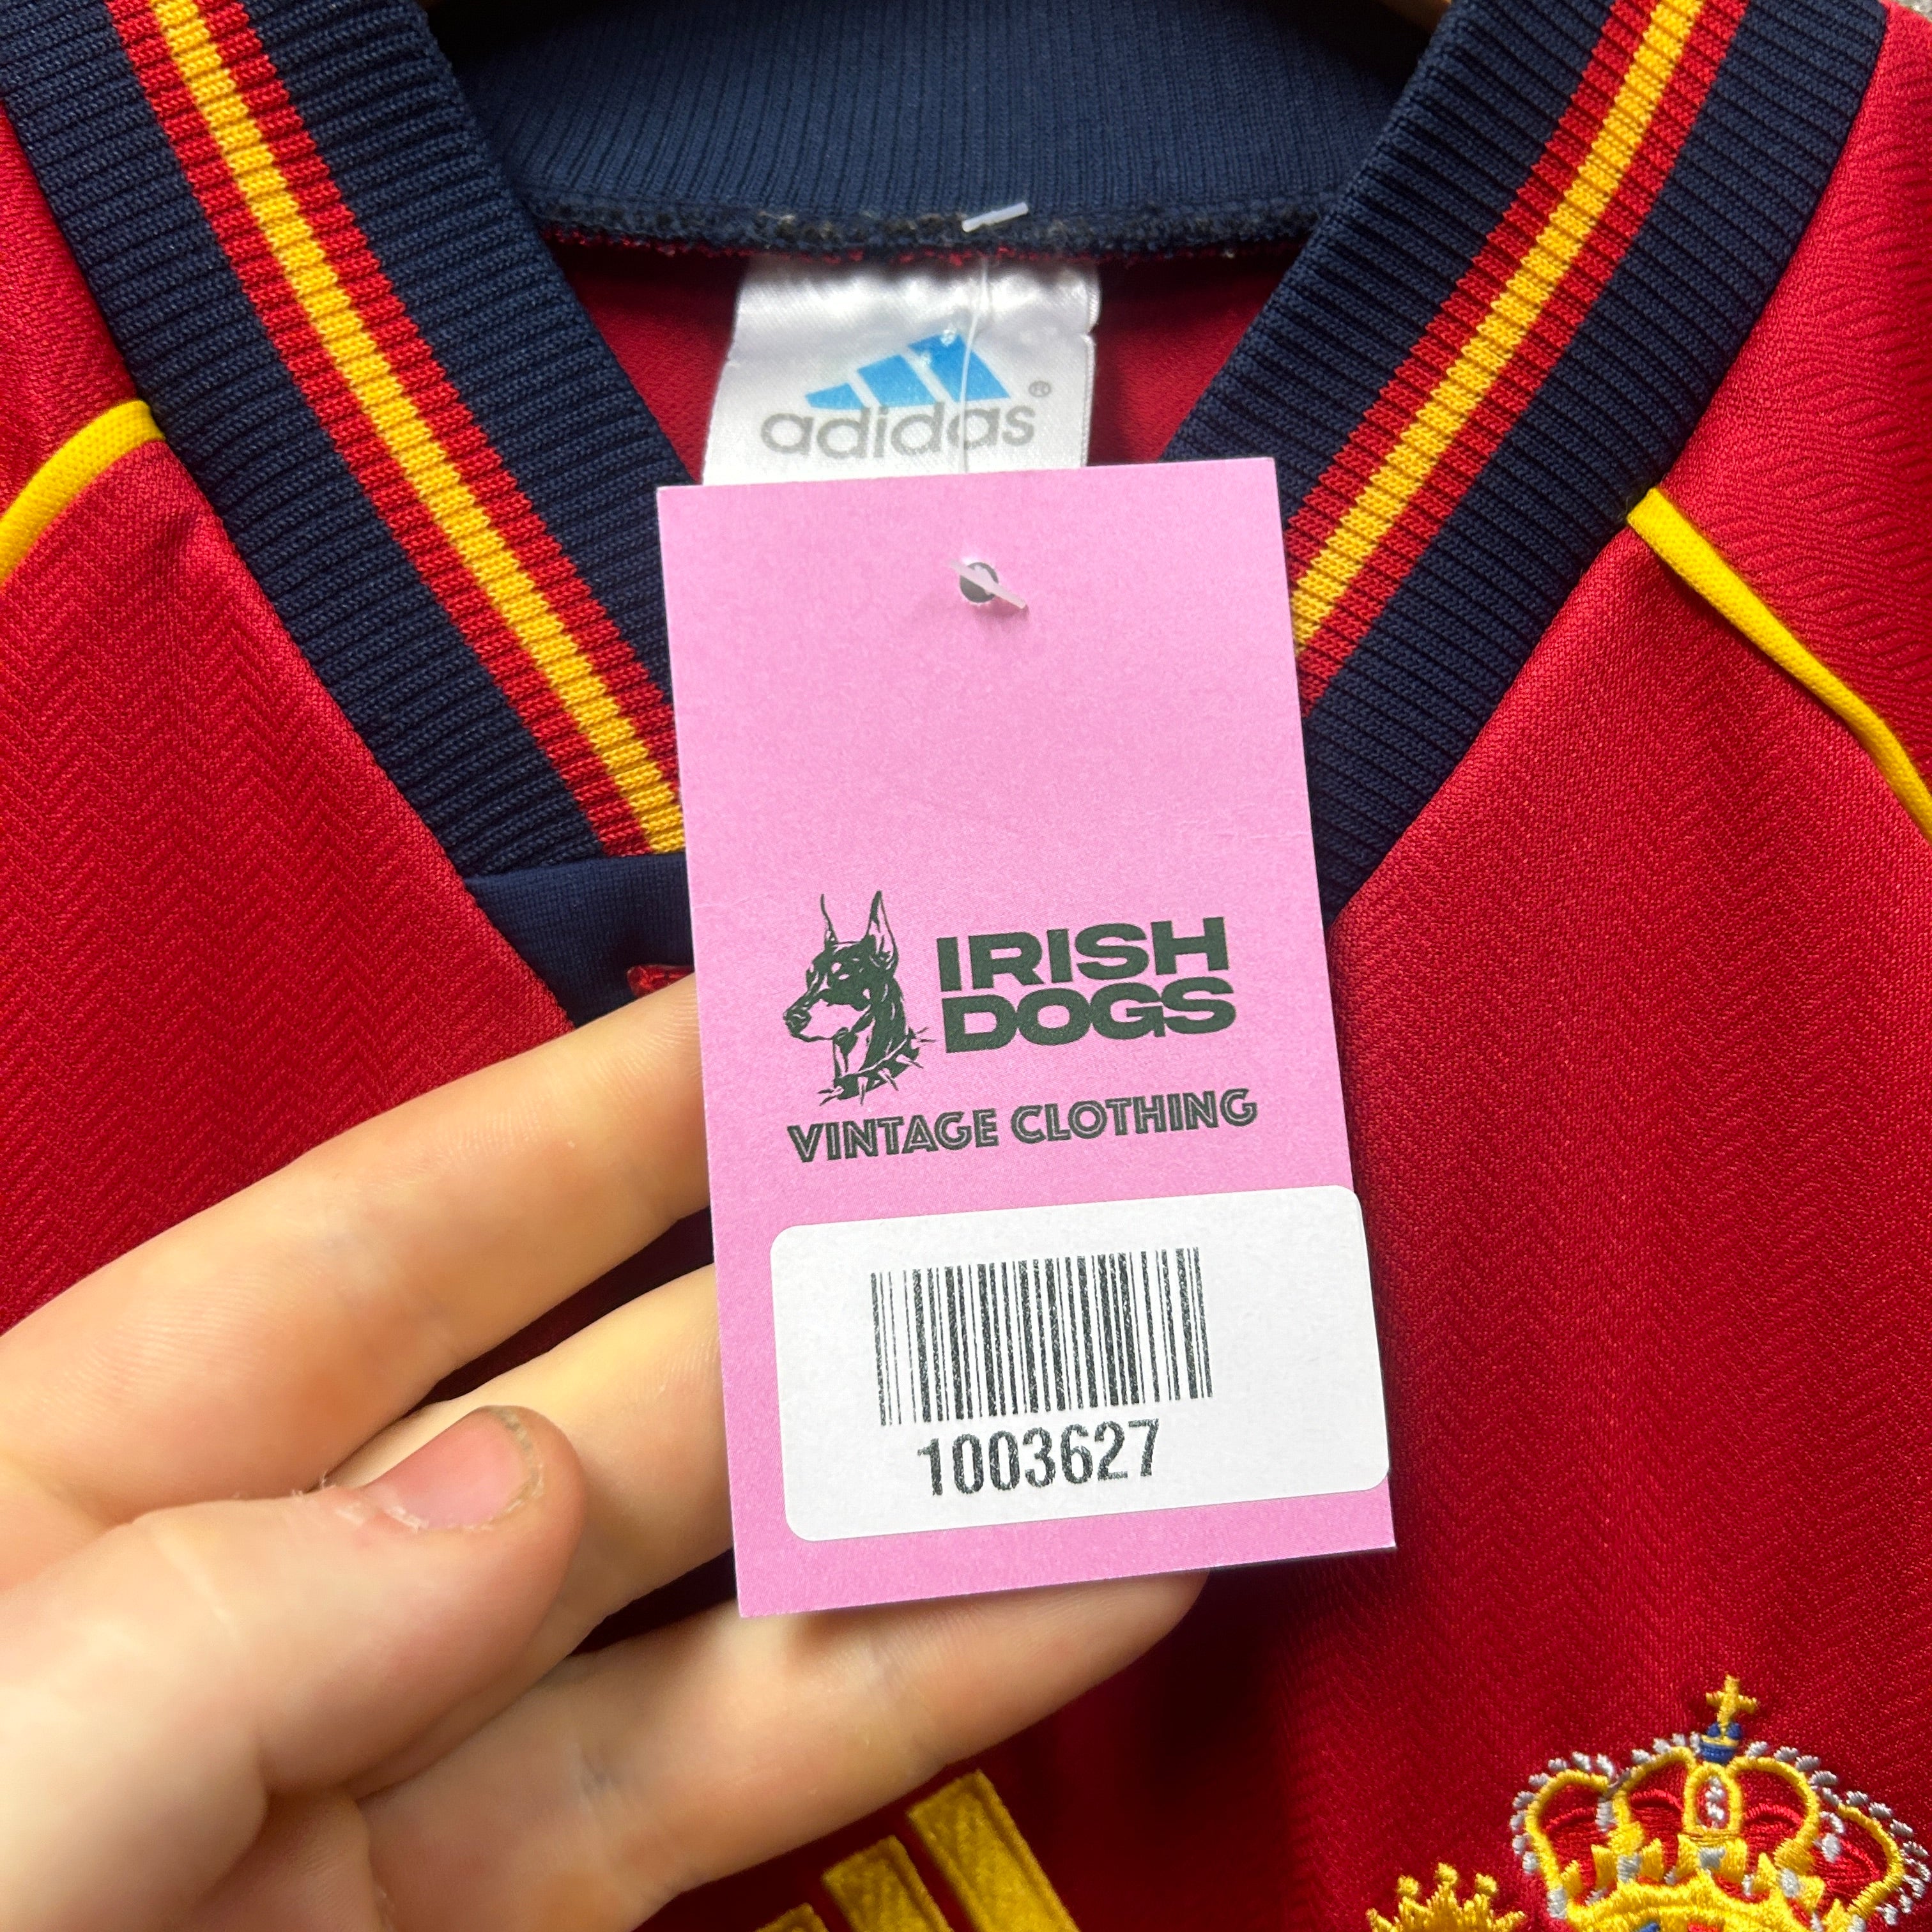 adidas®
IRISH
DOGS
VINTAGE CLOTHING
1003627